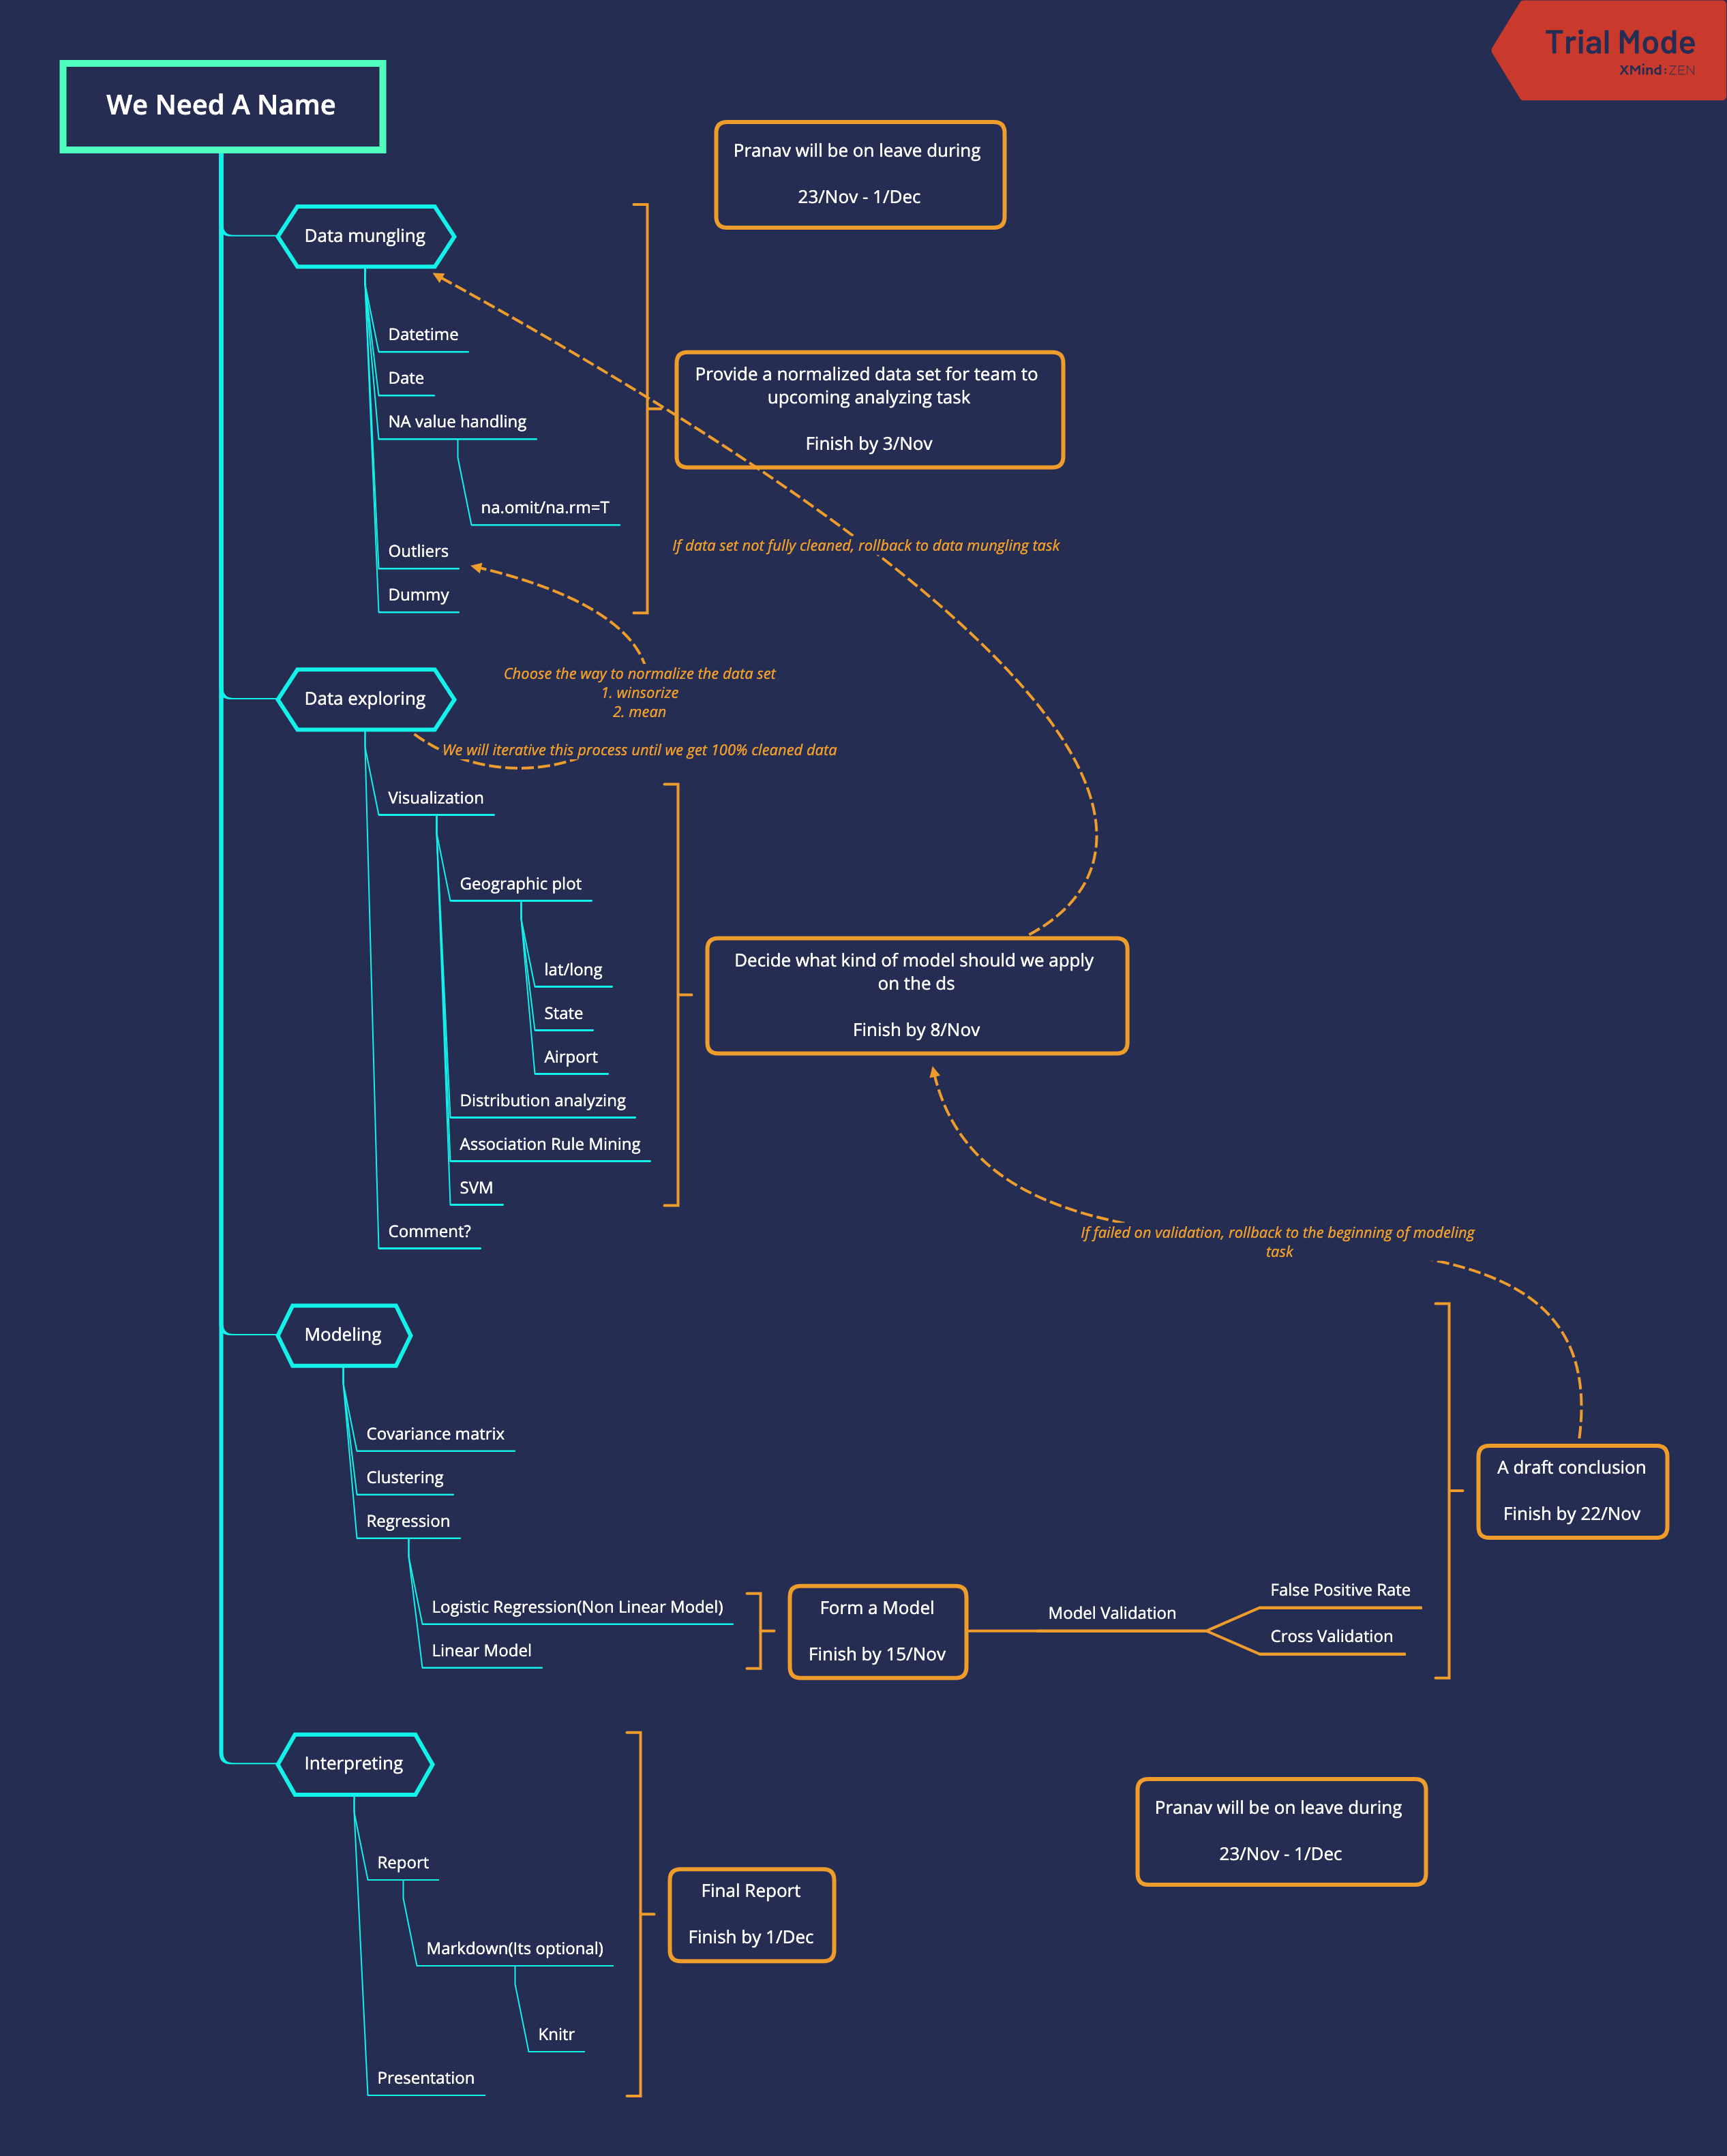 Trial Mode
XMind:ZEN
We Need A Name
Pranav will be on leave during
23/Nov - 1/Dec
Data mungling
Datetime
Date
NA value handling
na.omit/na.rm=T
Outliers
Dummy
Provide a normalized data set for team to
upcoming analyzing task
Finish by 3/Nov
If data set not fully cleaned, rollback to data mungling task
Choose the way to normalize the data set
1. winsorize
2. mean
Data exploring
We will iterative this process until we get 100% cleaned data
Visualization
Geographic plot
lat/long
State
Airport
Distribution analyzing
Association Rule Mining
SVM
Comment?
Decide what kind of model should we apply
on the ds
Finish by 8/Nov
If failed on validation, rollback to the beginning of modeling
task
Modeling
Covariance matrix
Clustering
Regression
Logistic Regression(Non Linear Model)
Linear Model
Form a Model
Finish by 15/Nov
Model Validation
False Positive Rate
Cross Validation
A draft conclusion
Finish by 22/Nov
Interpreting
Report
Markdown(Its optional)
Knitr
Presentation
Final Report
Finish by 1/Dec
Pranav will be on leave during
23/Nov - 1/Dec